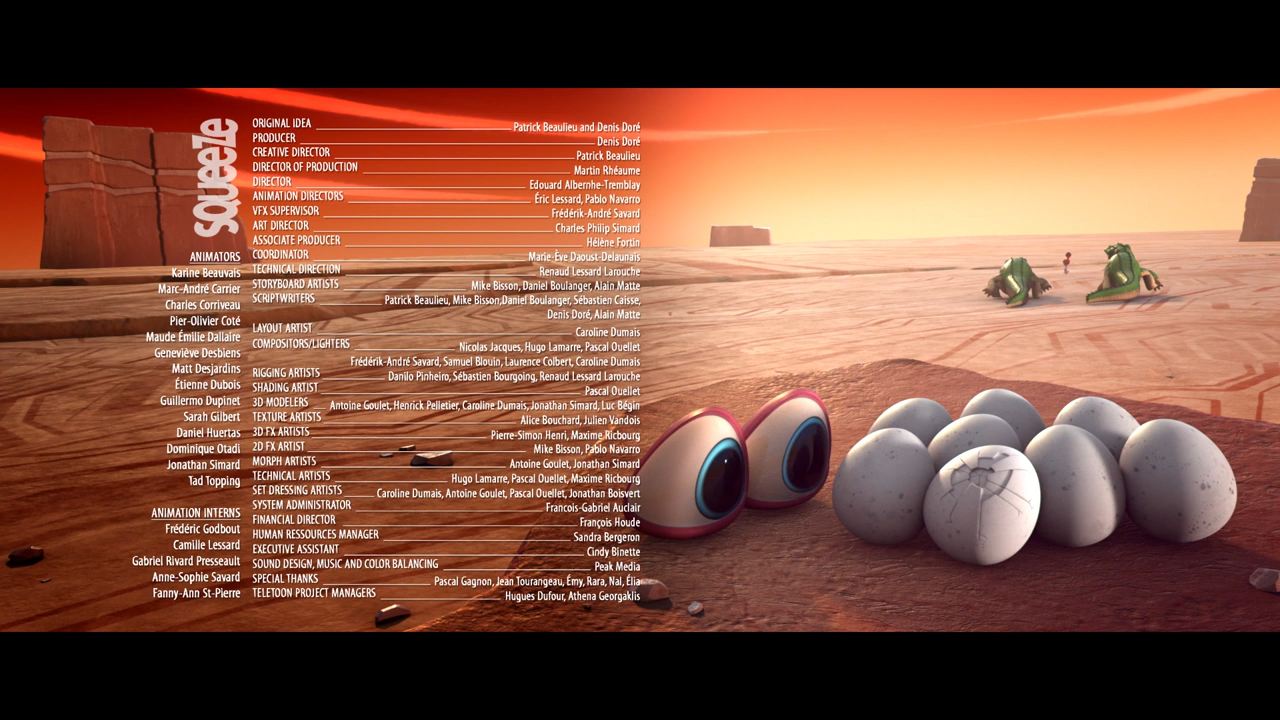 squeeze
ANIMATORS
Karine Beauvais
Marc-André Carrier
Charles Corriveau
Pier-Olivier Coté
Maude Émilie Dallaire
Geneviève Desbiens
Matt Desjardins
Étienne Dubois
Guillermo Dupinet
Sarah Gilbert
Daniel Huertas
Dominique Otadi
Jonathan Simard
Tad Topping
ANIMATION INTERNS
Frédéric Godbout
Camille Lessard
Gabriel Rivard Presseault
Anne-Sophie Savard
Fanny-Ann St-Pierre
ORIGINAL IDEA Patrick Beaulieu and Denis Doré
PRODUCER Denis Doré
CREATIVE DIRECTOR Patrick Beaulieu
DIRECTOR OF PRODUCTION Martin Rhéaume
DIRECTOR Edouard Albernhe-Tremblay
ANIMATION DIRECTORS Éric Lessard, Pablo Navarro
VFX SUPERVISOR Frédérik-André Savard
ART DIRECTOR Charles Philip Simard
ASSOCIATE PRODUCER Hélène Fortin
COORDINATOR Marie-Ève Daoust-Delaunais
TECHNICAL DIRECTION Renaud Lessard Larouche
STORYBOARD ARTISTS Mike Bisson, Daniel Boulanger, Alain Matte
SCRIPTWRITERS Patrick Beaulieu, Mike Bisson,Daniel Boulanger, Sébastien Caisse,
Denis Doré, Alain Matte
LAYOUT ARTIST Caroline Dumais
COMPOSITORS/LIGHTERS Nicolas Jacques, Hugo Lamarre, Pascal Ouellet
Frédérik-André Savard, Samuel Blouin, Laurence Colbert, Caroline Dumais
RIGGING ARTISTS Danilo Pinheiro, Sébastien Bourgoing, Renaud Lessard Larouche
SHADING ARTIST Pascal Ouellet
3D MODELERS Antoine Goulet, Henrick Pelletier, Caroline Dumais, Jonathan Simard, Luc Bégin
TEXTURE ARTISTS Alice Bouchard, Julien Vandois
3D FX ARTISTS Pierre-Simon Henri, Maxime Ricbourg
2D FX ARTIST Mike Bisson, Pablo Navarro
MORPH ARTISTS Antoine Goulet, Jonathan Simard
TECHNICAL ARTISTS Hugo Lamarre, Pascal Ouellet, Maxime Ricbourg
SET DRESSING ARTISTS Caroline Dumais, Antoine Goulet, Pascal Ouellet, Jonathan Boisvert
SYSTEM ADMINISTRATOR Francois-Gabriel Auclair
FINANCIAL DIRECTOR François Houde
HUMAN RESSOURCES MANAGER Sandra Bergeron
EXECUTIVE ASSISTANT Cindy Binette
SOUND DESIGN, MUSIC AND COLOR BALANCING Peak Media
SPECIAL THANKS Pascal Gagnon, Jean Tourangeau, Émy, Rara, Nal, Élia
TELETOON PROJECT MANAGERS Hugues Dufour, Athena Georgaklis